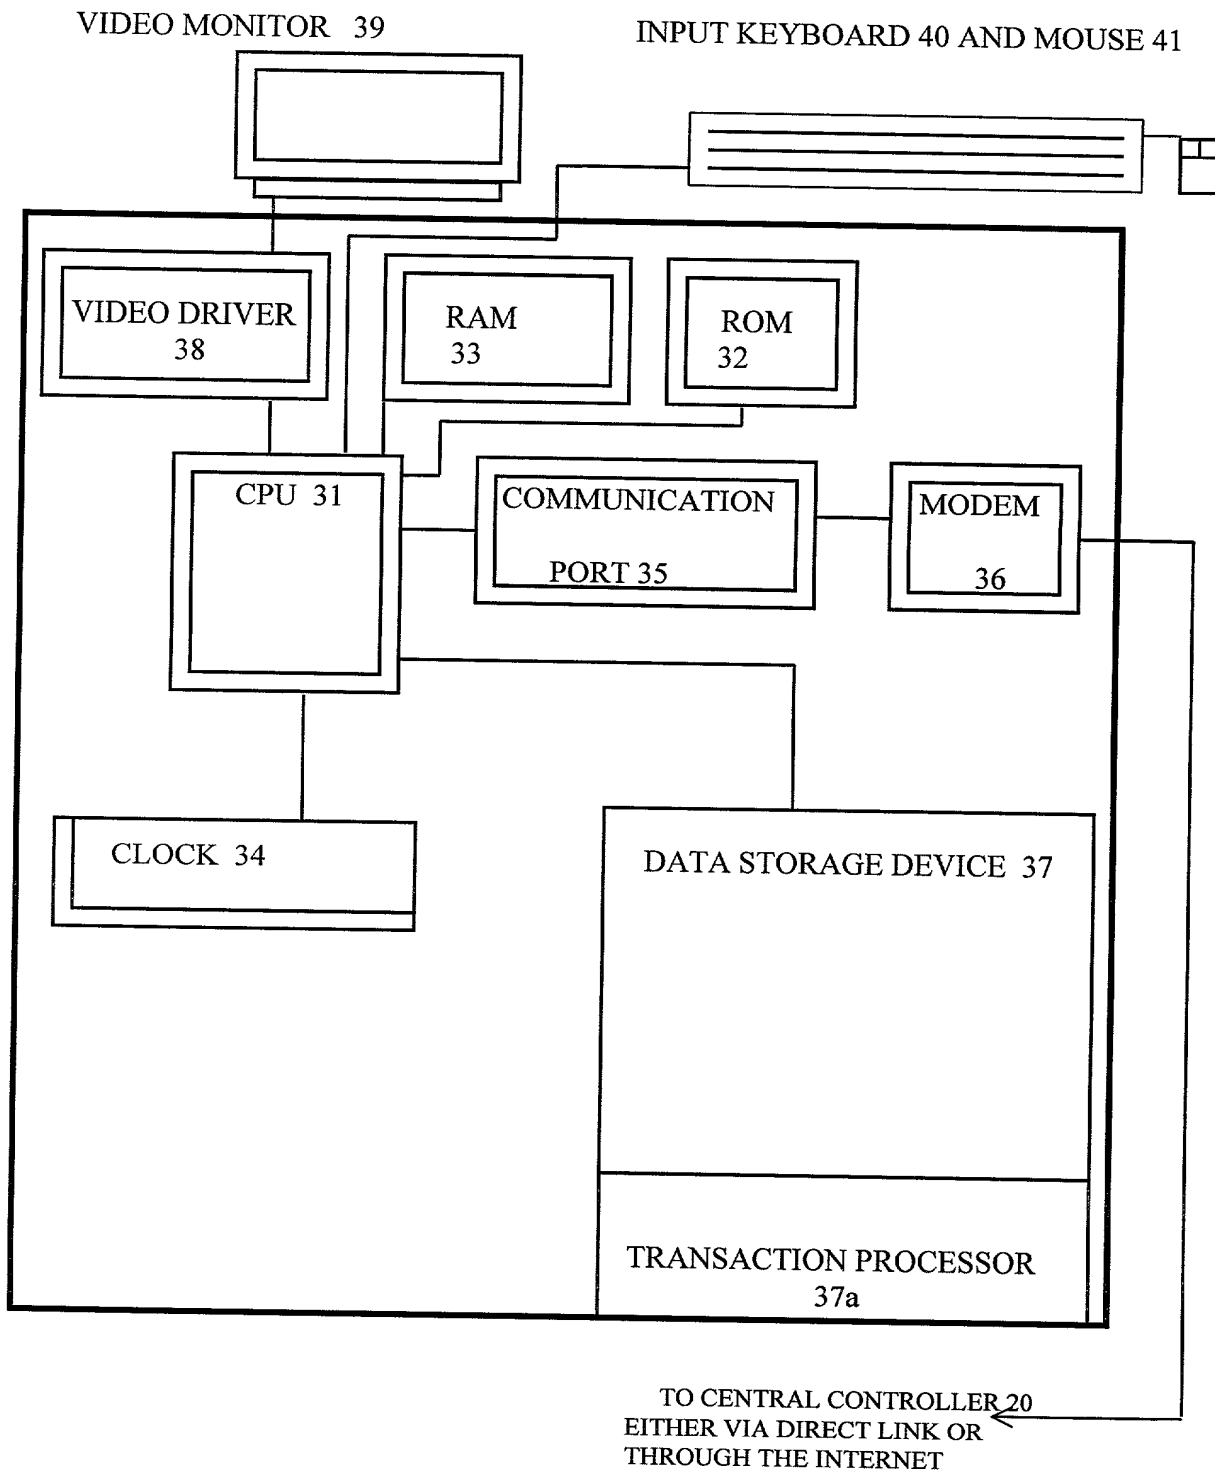 VIDEO MONITOR 39
INPUT KEYBOARD 40 AND MOUSE 41
VIDEO DRIVER
38
RAM
33
ROM
32
CPU 31
COMMUNICATION
PORT 35
MODEM
36
CLOCK 34
DATA STORAGE DEVICE 37
TRANSACTION PROCESSOR
37a
TO CENTRAL CONTROLLER 20
EITHER VIA DIRECT LINK OR
THROUGH THE INTERNET